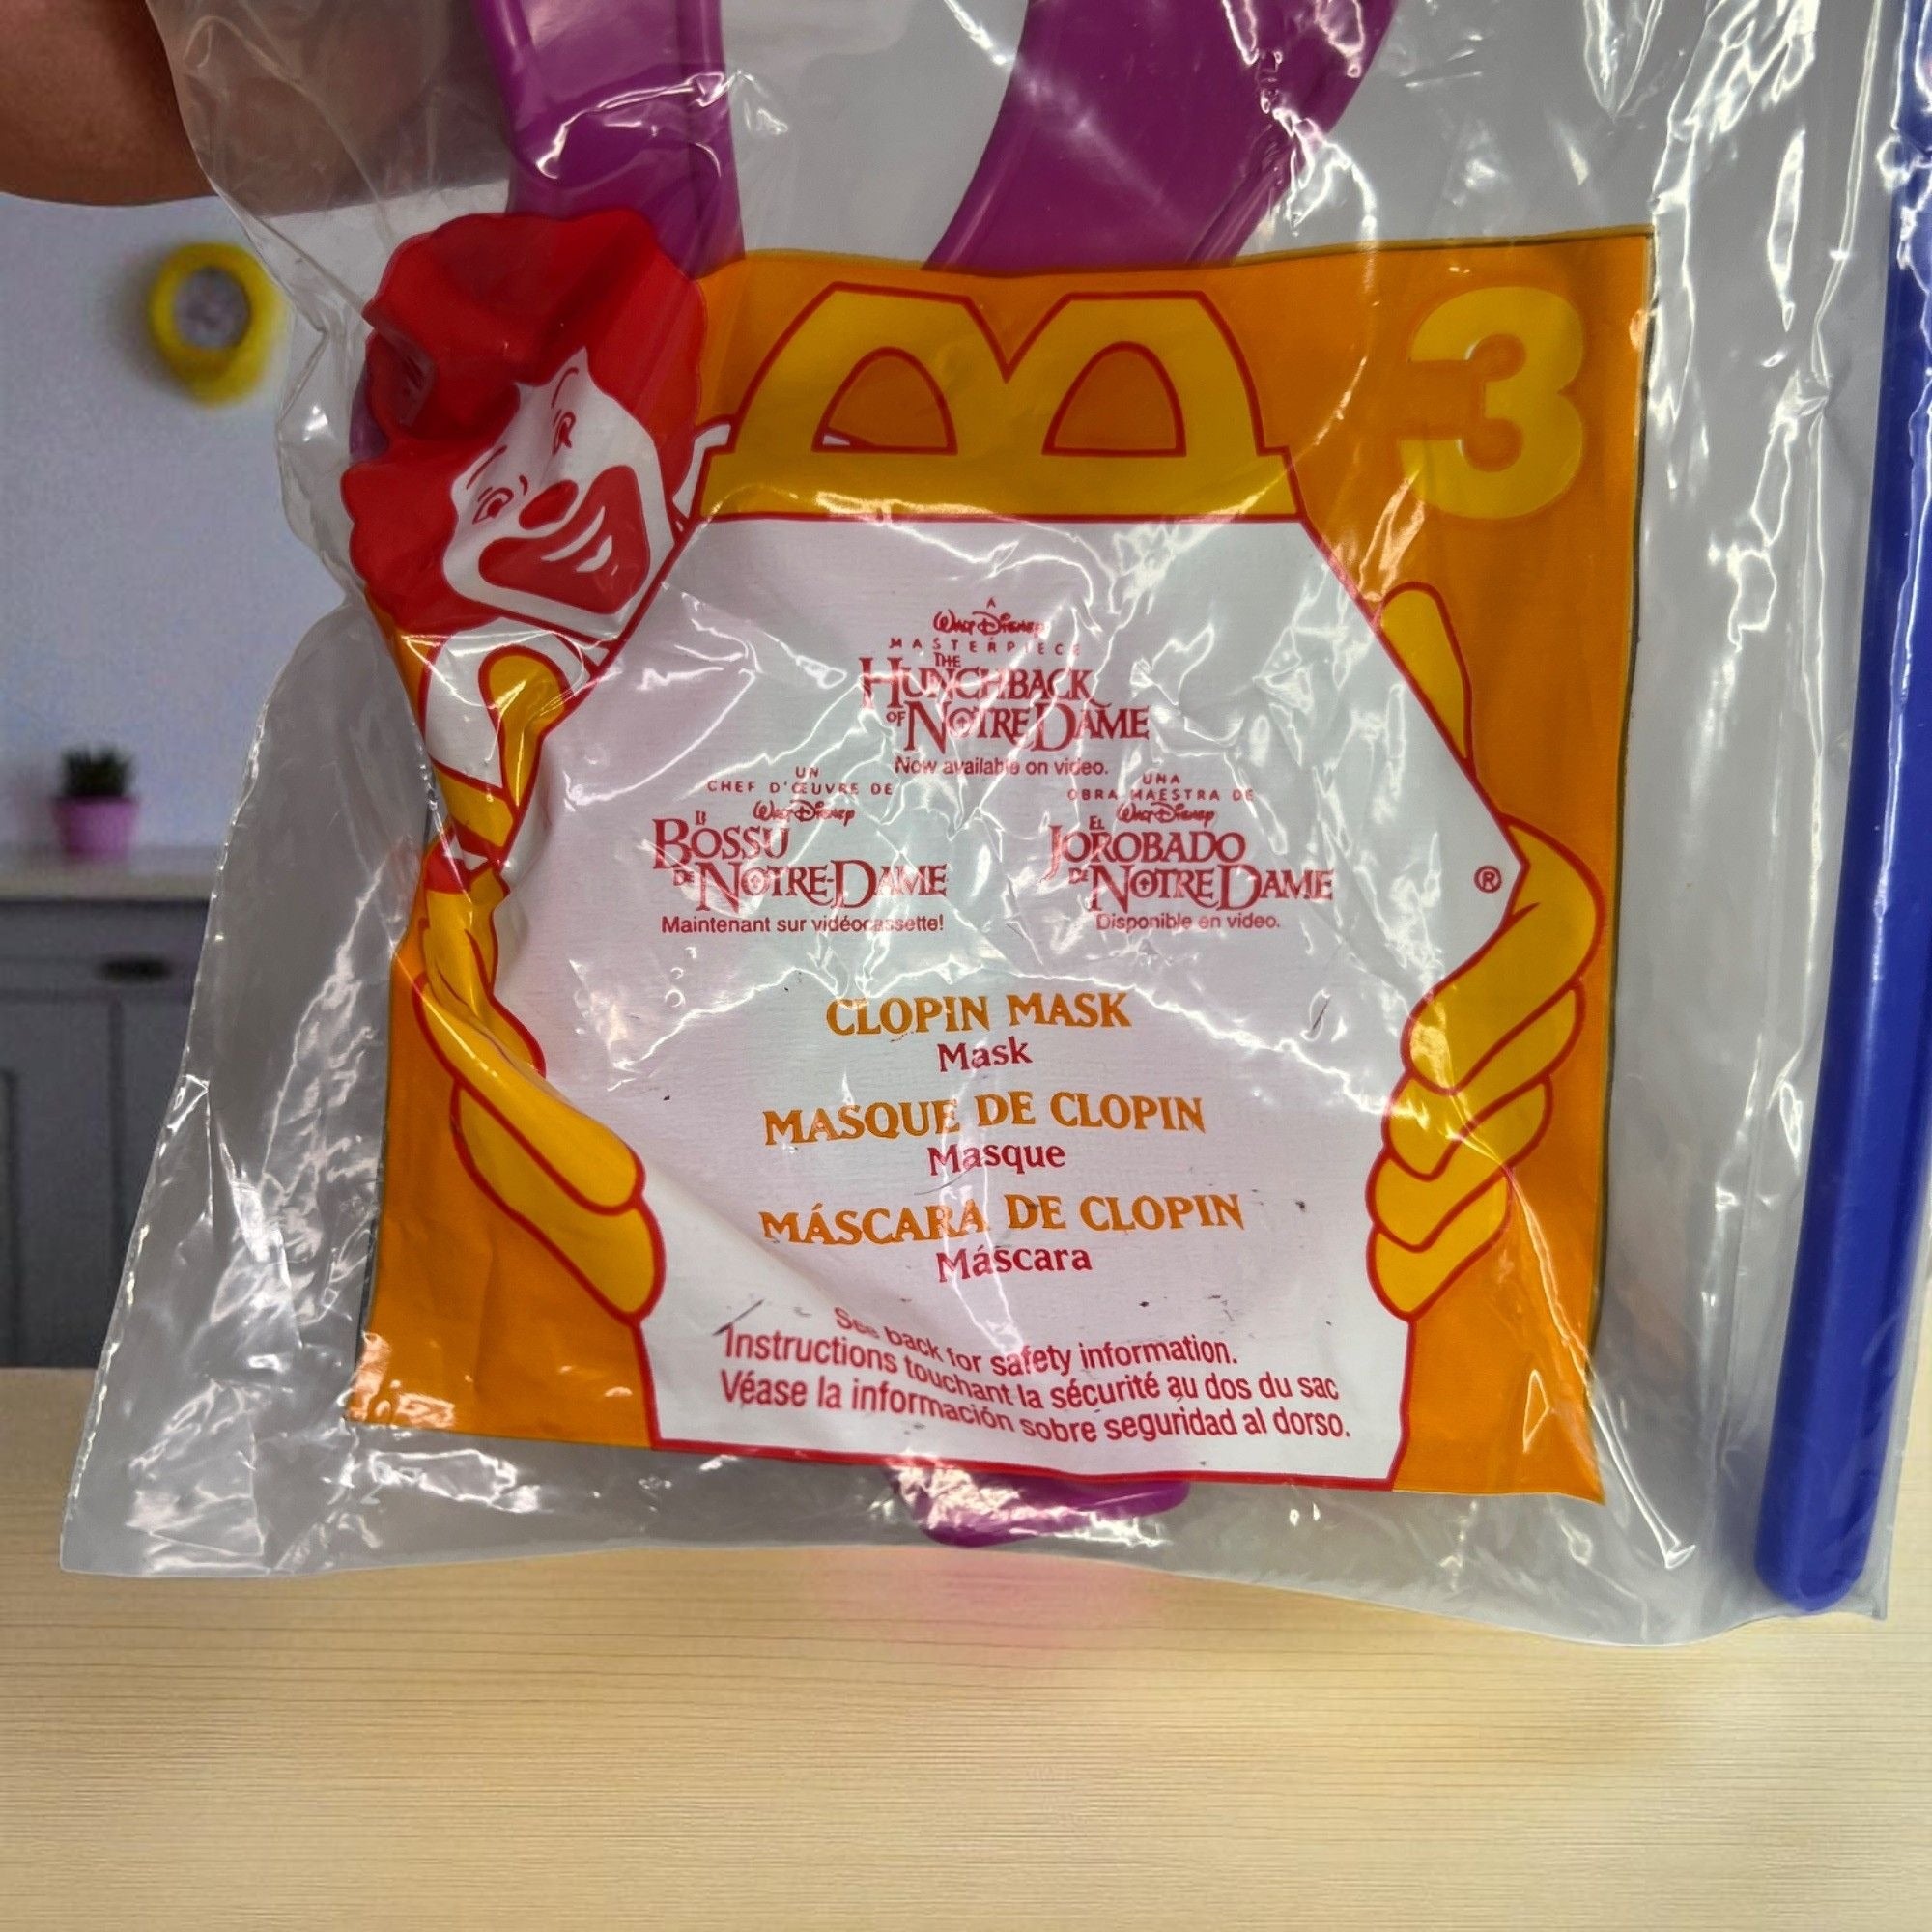 3
A
Walt Disney
MASTERPIECE
THE
HUNCHBACK
OF NOTRE DAME
Now available on video.
UN
CHEF D'ŒUVRE DE
Walt Disney
LE
BOSSU
DE NOTRE-DAME
Maintenant sur vidéocassette!
UNA
OBRA MAESTRA DE
Walt Disney
EL
JOROBADO
DE NOTRE DAME
Disponible en video.
®
CLOPIN MASK
Mask
MASQUE DE CLOPIN
Masque
MÁSCARA DE CLOPIN
Máscara
See back for safety information.
Instructions touchant la sécurité au dos du sac
Véase la información sobre seguridad al dorso.